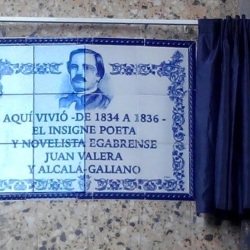 AQUÍ VIVIÓ -DE 1834 A 1836-
EL INSIGNE POETA
Y NOVELISTA EGABRENSE
JUAN VALERA
Y ALCALÁ-GALIANO